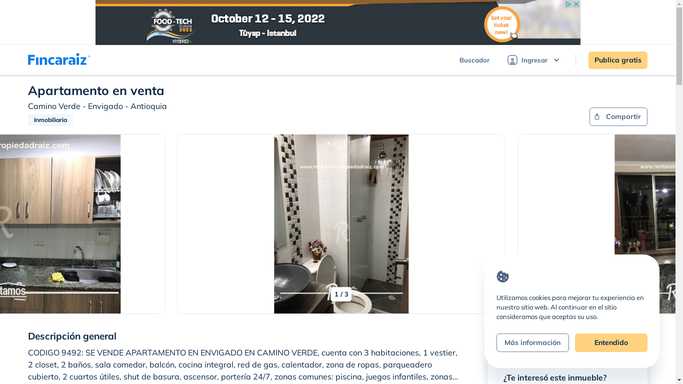 FOOD-TECH
EURASIA
HYBRID
October 12 - 15, 2022
Tüyap - Istanbul
Get your
ticket
now!
Fincaraiz
Buscador
Ingresar
Publica gratis
Apartamento en venta
Camino Verde - Envigado - Antioquia
Inmobiliaria
Compartir
1 / 3
Descripción general
CODIGO 9492: SE VENDE APARTAMENTO EN ENVIGADO EN CAMINO VERDE, cuenta con 3 habitaciones, 1 vestier,
2 closet, 2 baños, sala comedor, balcón, cocina integral, red de gas, calentador, zona de ropas, parqueadero
cubierto, 2 cuartos útiles, shut de basura, ascensor, portería 24/7, zonas comunes: piscina, juegos infantiles, zonas...
Utilizamos cookies para mejorar tu experiencia en
nuestro sitio web. Al continuar en el sitio
consideramos que aceptas su uso.
Más información
Entendido
¿Te interesó este inmueble?